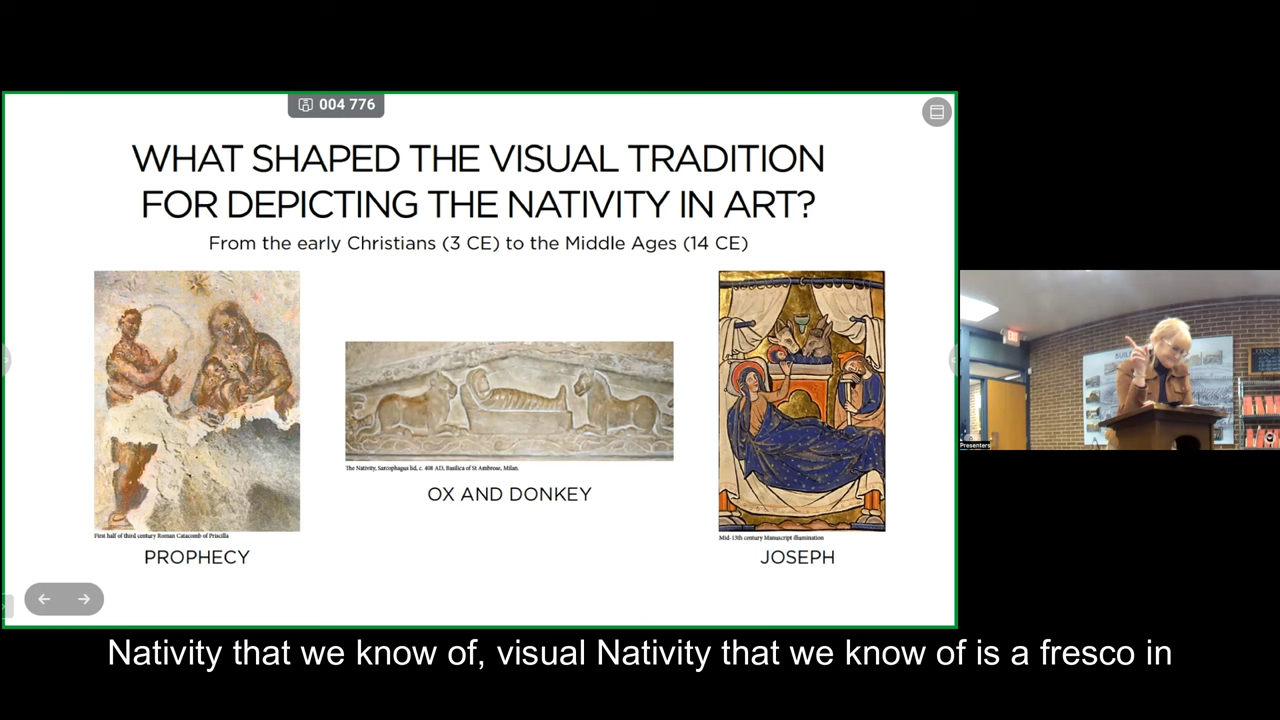 004 776
WHAT SHAPED THE VISUAL TRADITION
FOR DEPICTING THE NATIVITY IN ART?
From the early Christians (3 CE) to the Middle Ages (14 CE)
The Nativity, Sarcophagus lid, c. 408 AD, Basilica of St Ambrose, Milan.
OX AND DONKEY
First half of third century Roman Catacomb of Priscilla
PROPHECY
Mid-13th century Manuscript illumination
JOSEPH
EXIT
Presenters
Nativity that we know of, visual Nativity that we know of is a fresco in